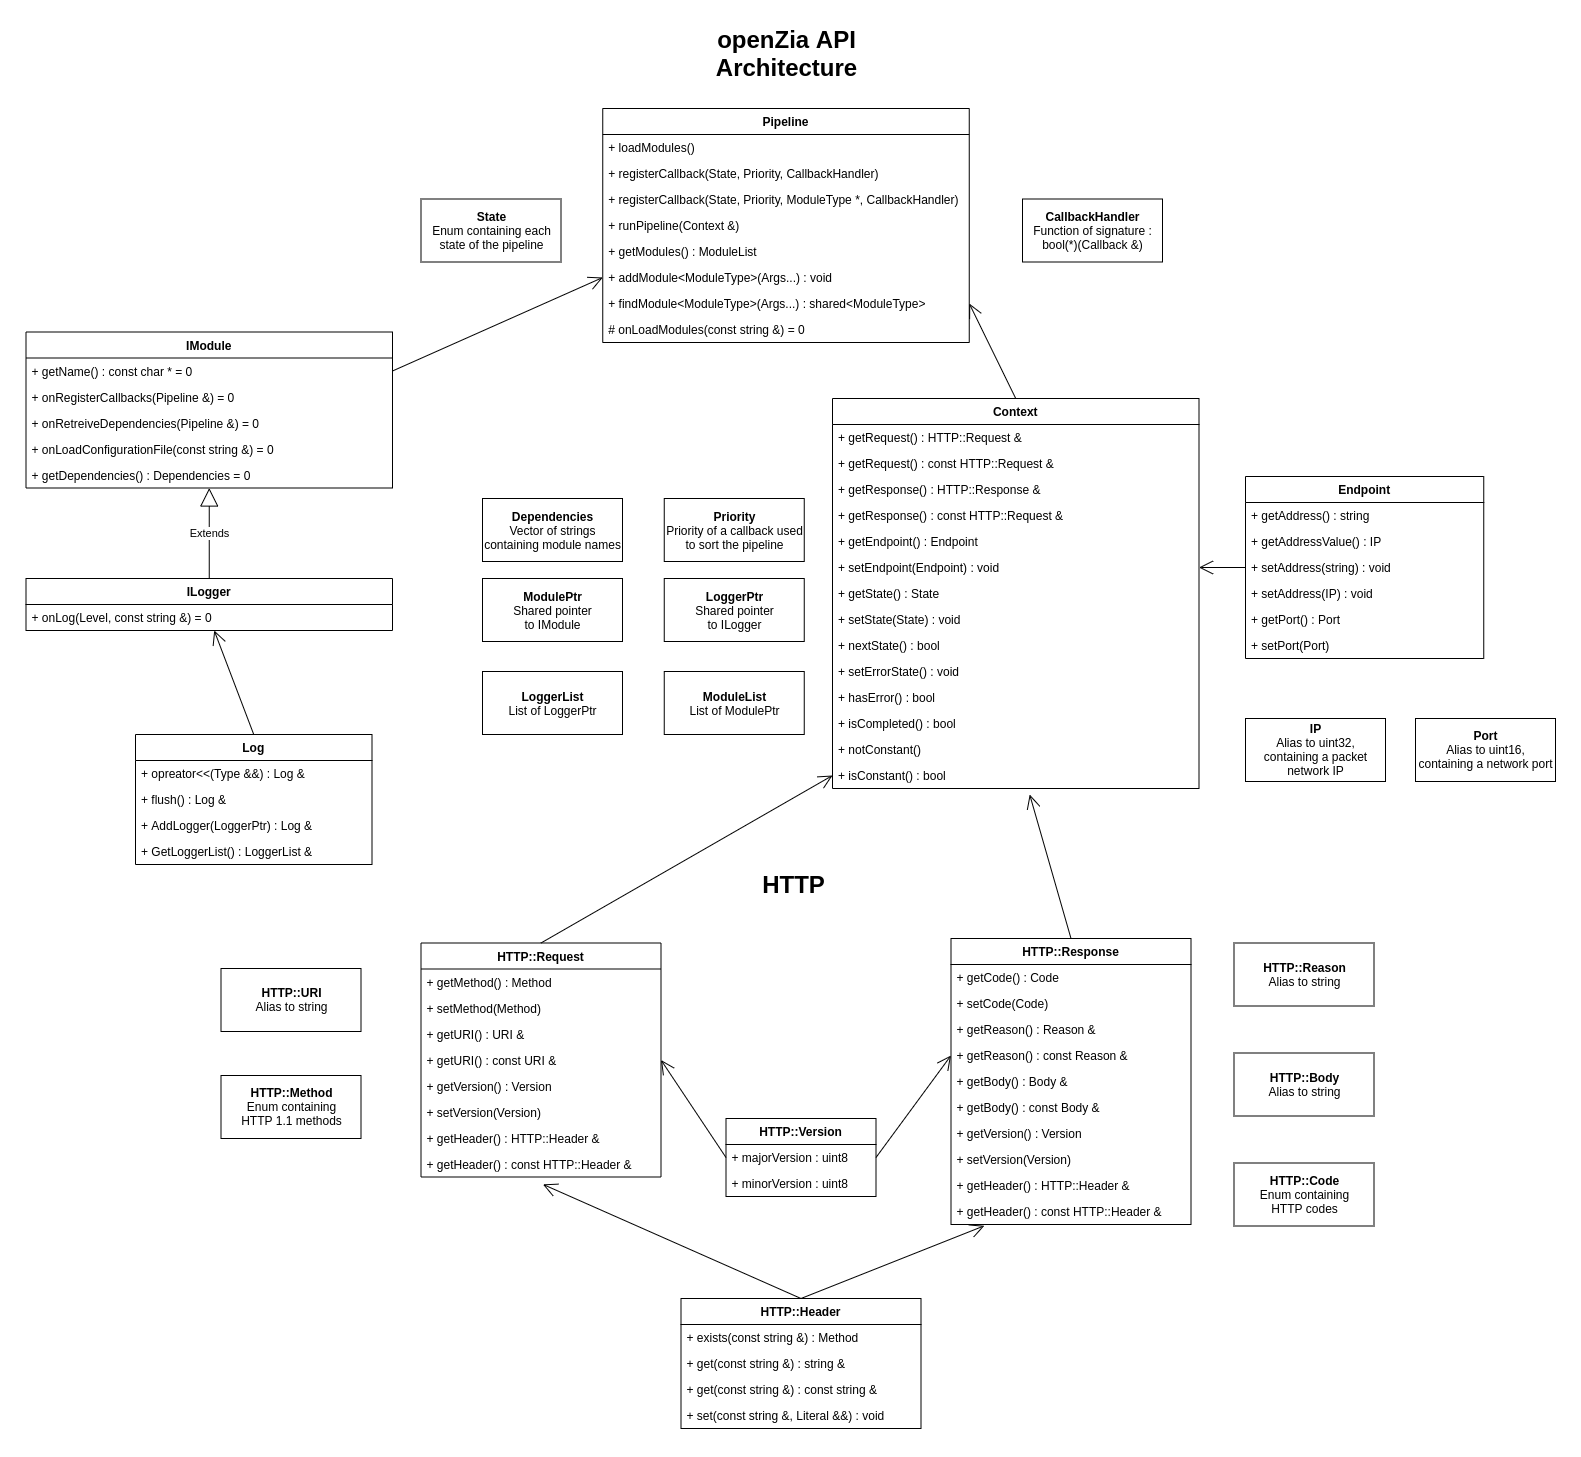 openZia API
Architecture
Pipeline
+ loadModules()
+ registerCallback(State, Priority, CallbackHandler)
+ registerCallback(State, Priority, ModuleType *, CallbackHandler)
+ runPipeline(Context &)
+ getModules() : ModuleList
+ addModule<ModuleType>(Args...) : void
+ findModule<ModuleType>(Args...) : shared<ModuleType>
# onLoadModules(const string &) = 0
State
Enum containing each
state of the pipeline
CallbackHandler
Function of signature :
bool(*)(Callback &)
IModule
+ getName() : const char * = 0
+ onRegisterCallbacks(Pipeline &) = 0
+ onRetreiveDependencies(Pipeline &) = 0
+ onLoadConfigurationFile(const string &) = 0
+ getDependencies() : Dependencies = 0
Extends
ILogger
+ onLog(Level, const string &) = 0
Log
+ opreator<<(Type &&) : Log &
+ flush() : Log &
+ AddLogger(LoggerPtr) : Log &
+ GetLoggerList() : LoggerList &
Dependencies
Vector of strings
containing module names
Priority
Priority of a callback used
to sort the pipeline
ModulePtr
Shared pointer
to IModule
LoggerPtr
Shared pointer
to ILogger
LoggerList
List of LoggerPtr
ModuleList
List of ModulePtr
Context
+ getRequest() : HTTP::Request &
+ getRequest() : const HTTP::Request &
+ getResponse() : HTTP::Response &
+ getResponse() : const HTTP::Request &
+ getEndpoint() : Endpoint
+ setEndpoint(Endpoint) : void
+ getState() : State
+ setState(State) : void
+ nextState() : bool
+ setErrorState() : void
+ hasError() : bool
+ isCompleted() : bool
+ notConstant()
+ isConstant() : bool
Endpoint
+ getAddress() : string
+ getAddressValue() : IP
+ setAddress(string) : void
+ setAddress(IP) : void
+ getPort() : Port
+ setPort(Port)
IP
Alias to uint32,
containing a packet
network IP
Port
Alias to uint16,
containing a network port
HTTP
HTTP::URI
Alias to string
HTTP::Method
Enum containing
HTTP 1.1 methods
HTTP::Request
+ getMethod() : Method
+ setMethod(Method)
+ getURI() : URI &
+ getURI() : const URI &
+ getVersion() : Version
+ setVersion(Version)
+ getHeader() : HTTP::Header &
+ getHeader() : const HTTP::Header &
HTTP::Version
+ majorVersion : uint8
+ minorVersion : uint8
HTTP::Response
+ getCode() : Code
+ setCode(Code)
+ getReason() : Reason &
+ getReason() : const Reason &
+ getBody() : Body &
+ getBody() : const Body &
+ getVersion() : Version
+ setVersion(Version)
+ getHeader() : HTTP::Header &
+ getHeader() : const HTTP::Header &
HTTP::Reason
Alias to string
HTTP::Body
Alias to string
HTTP::Code
Enum containing
HTTP codes
HTTP::Header
+ exists(const string &) : Method
+ get(const string &) : string &
+ get(const string &) : const string &
+ set(const string &, Literal &&) : void